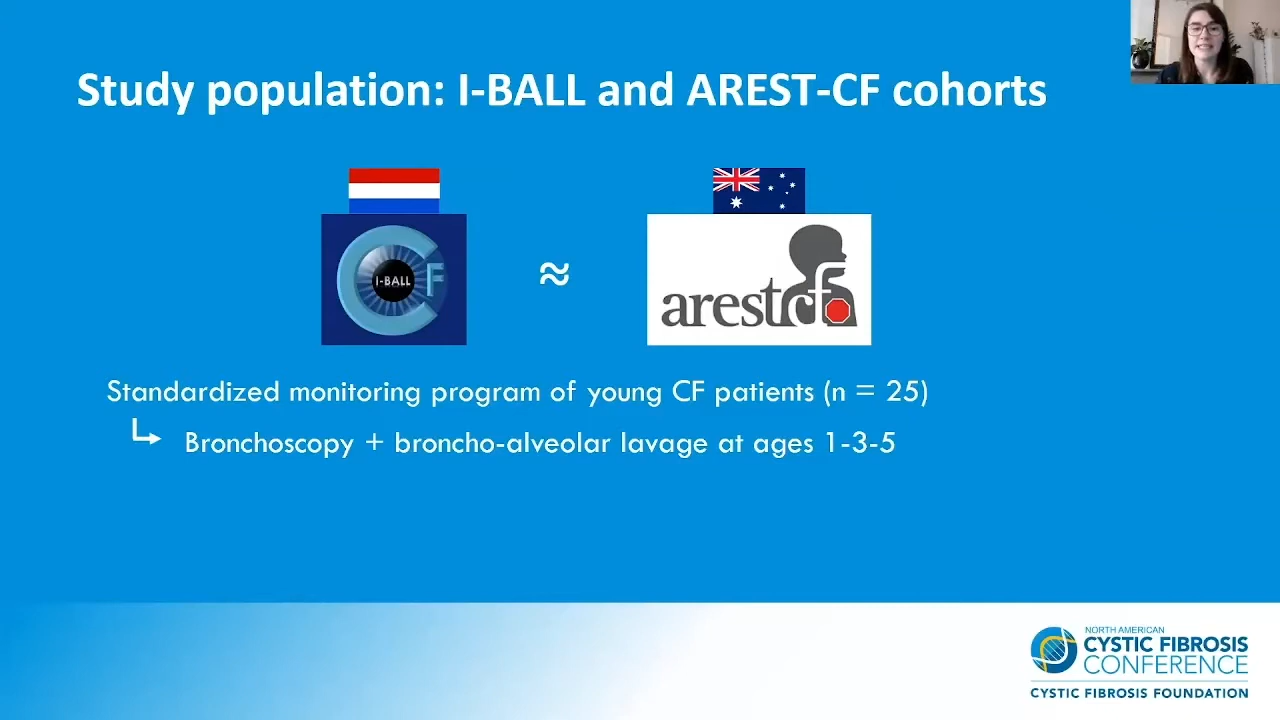 Study population: I-BALL and AREST-CF cohorts
CF
I-BALL
≈
arestcf
Standardized monitoring program of young CF patients (n = 25)
Bronchoscopy + broncho-alveolar lavage at ages 1-3-5
NORTH AMERICAN
CYSTIC FIBROSIS
CONFERENCE
CYSTIC FIBROSIS FOUNDATION